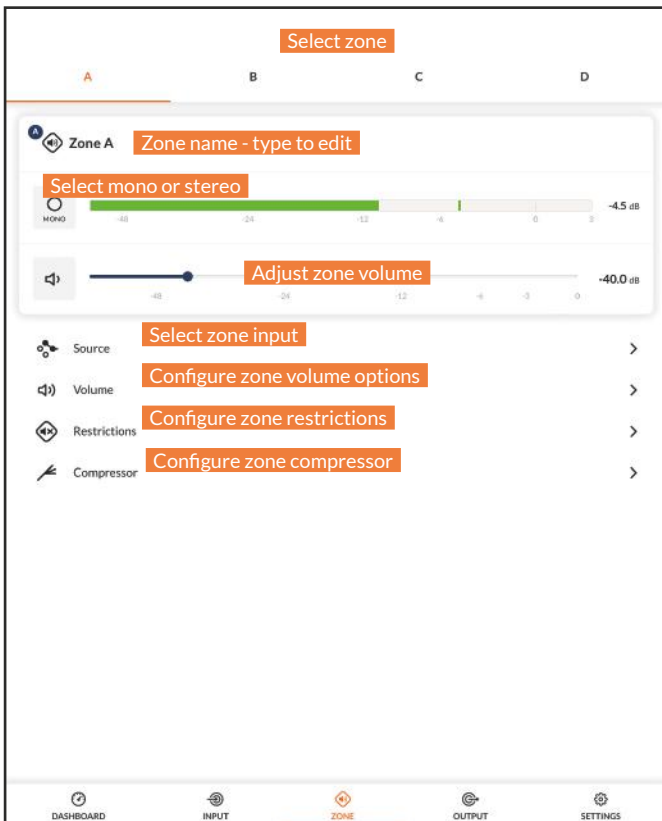 Select zone
A B C D
A
Zone A Zone name - type to edit
Select mono or stereo
MONO -48 -24 -12 -6 0 3 -4.5 dB
Adjust zone volume
-48 -24 -12 -6 -3 0 -40.0 dB
Select zone input
Source
Configure zone volume options
Volume
Configure zone restrictions
Restrictions
Configure zone compressor
Compressor
DASHBOARD INPUT ZONE OUTPUT SETTINGS